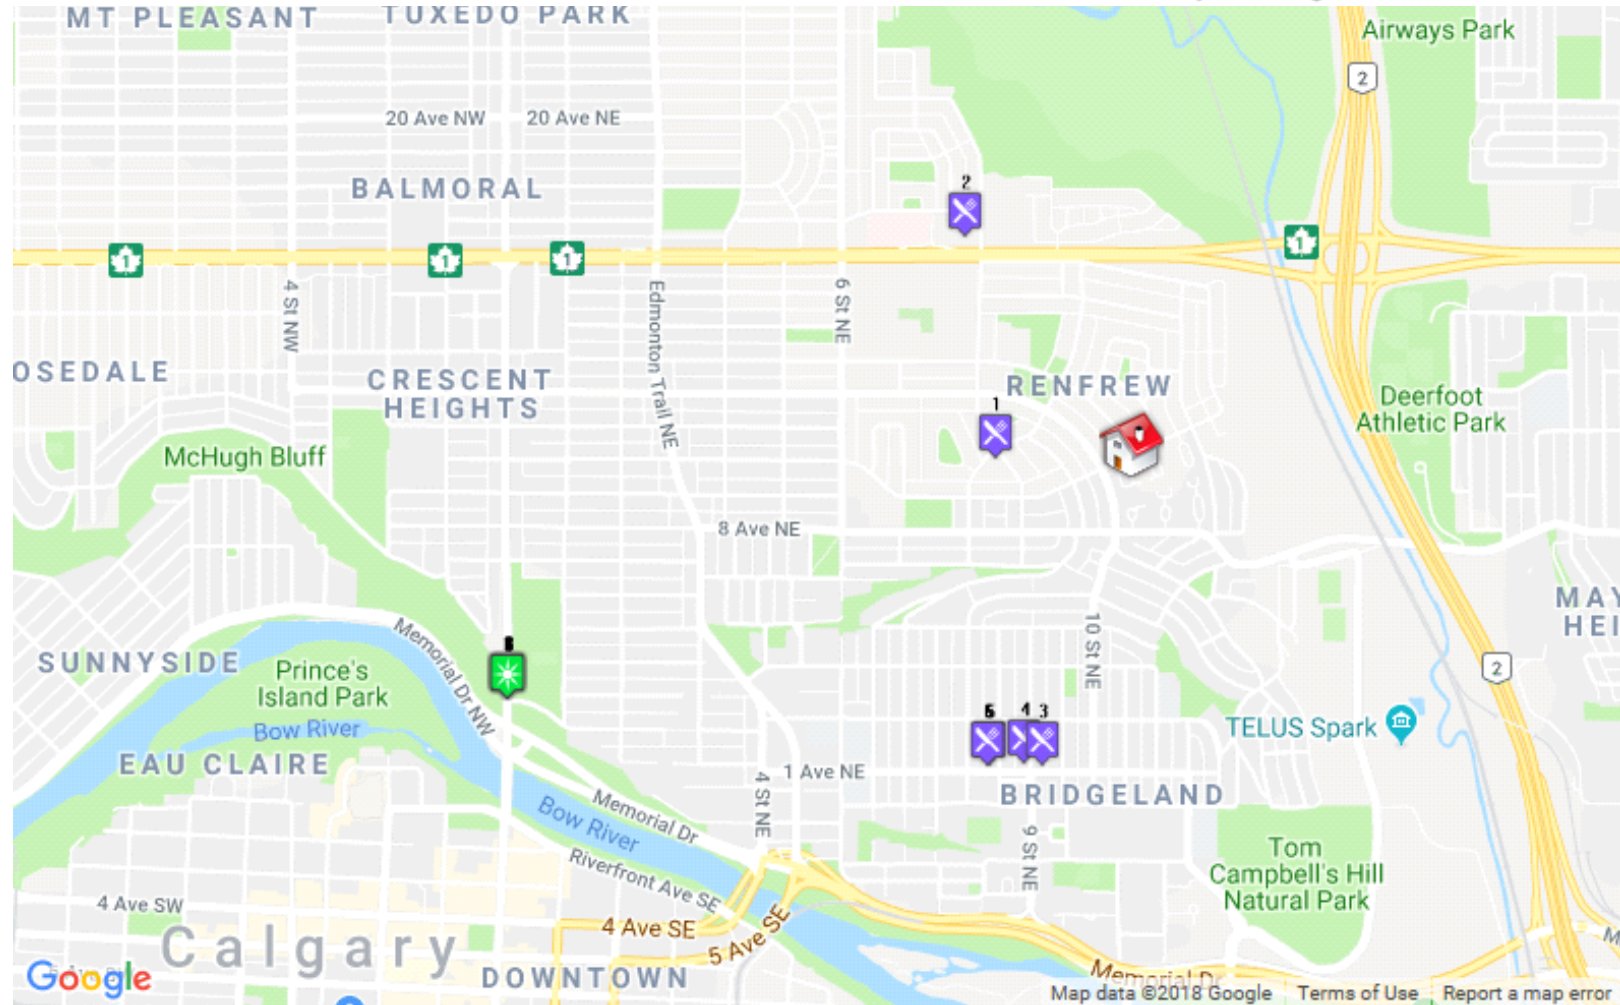 MT PLEASANT
TUXEDO PARK
Airways Park
2
20 Ave NW
20 Ave NE
BALMORAL
2
1
1
1
1
4 St NW
Edmonton Trail NE
6 St NE
OSEDALE
CRESCENT
HEIGHTS
RENFREW
1
Deerfoot
Athletic Park
McHugh Bluff
8 Ave NE
MAY
HEI
10 St NE
SUNNYSIDE
Prince's
Island Park
Memorial Dr NW
2
Bow River
4
3
TELUS Spark
EAU CLAIRE
1 Ave NE
4 St NE
BRIDGELAND
Memorial Dr
Bow River
9 St NE
Riverfront Ave SE
Tom
Campbell's Hill
Natural Park
4 Ave SW
4 Ave SE
5 Ave SE
Calgary
DOWNTOWN
Google
Memorial Dr
M
Map data ©2018 Google
Terms of Use
Report a map error